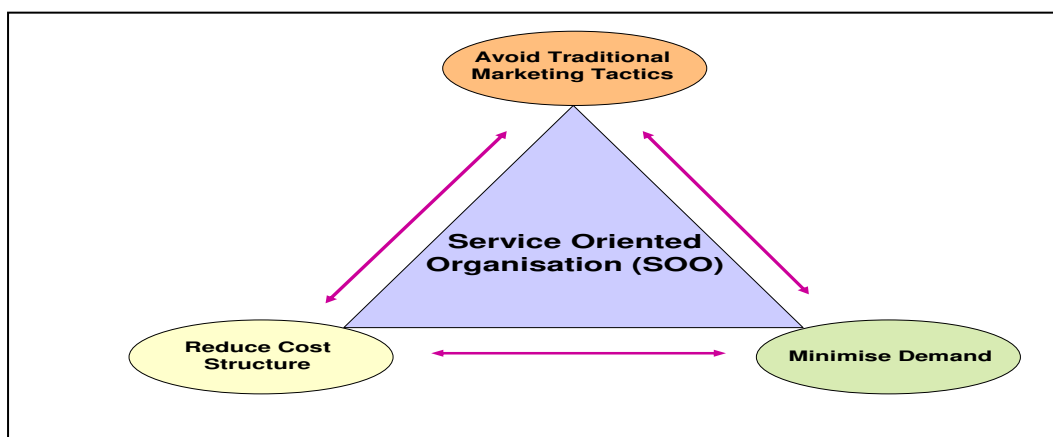 Avoid Traditional
Marketing Tactics
Service Oriented
Organisation (SOO)
Reduce Cost
Structure
Minimise Demand